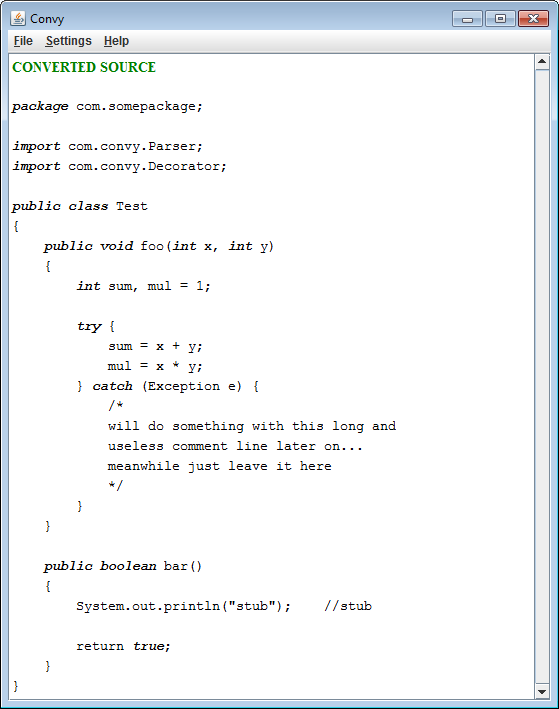 Convy
File Settings Help
CONVERTED SOURCE
package com.somepackage;
import com.convy.Parser;
import com.convy.Decorator;
public class Test
{
    public void foo(int x, int y)
    {
        int sum, mul = 1;
        try {
            sum = x + y;
            mul = x * y;
        } catch (Exception e) {
            /*
            will do something with this long and
            useless comment line later on...
            meanwhile just leave it here
            */
        }
    }
    public boolean bar()
    {
        System.out.println("stub");    //stub
        return true;
    }
}